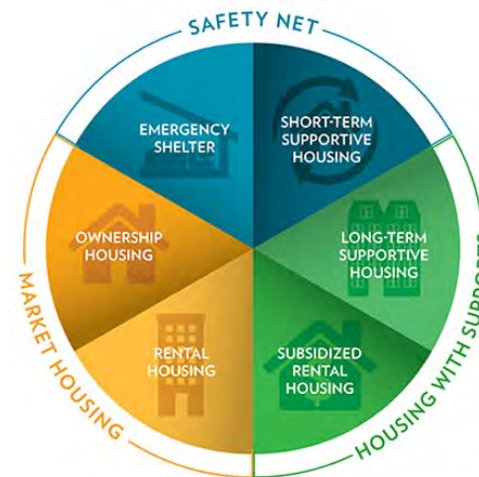 SAFETY NET
EMERGENCY
SHELTER
SHORT-TERM
SUPPORTIVE
HOUSING
OWNERSHIP
HOUSING
LONG-TERM
SUPPORTIVE
HOUSING
RENTAL
HOUSING
SUBSIDIZED
RENTAL
HOUSING
MARKET HOUSING
HOUSING WITH SUPPORTS